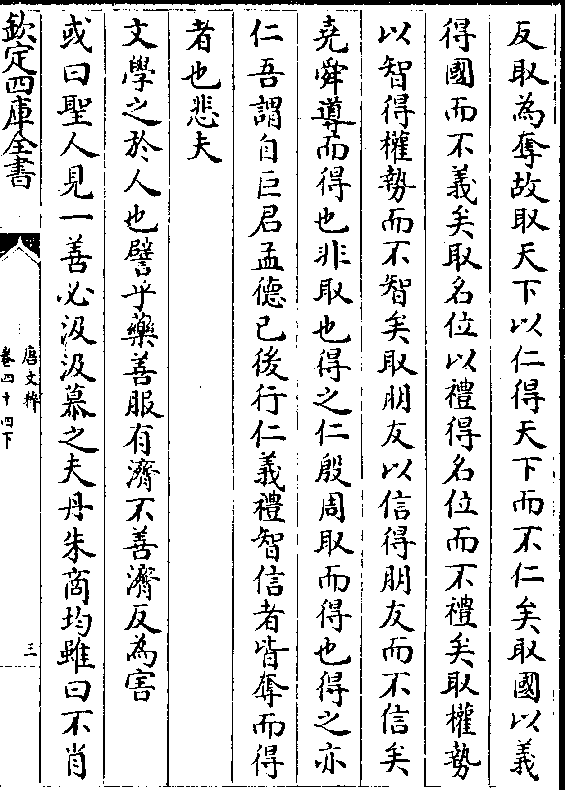 反取為奪故取天下以仁得天下而不仁矣取國以義
得國而不義矣取名位以禮得名位而不禮矣取權勢
以智得權勢而不智矣取朋友以信得朋友而不信矣
堯舜尊而得也非取也得之仁殷周取而得也得之亦
仁吾謂自巨君孟德已後行仁義禮智信者皆奪而得
者也悲夫
文學之於人也譬乎藥善服有濟不善濟反為害
或曰聖人見一善必汲汲慕之夫丹朱商均雖曰不肖
欽定四庫全書
唐文粹
卷四十四下
三